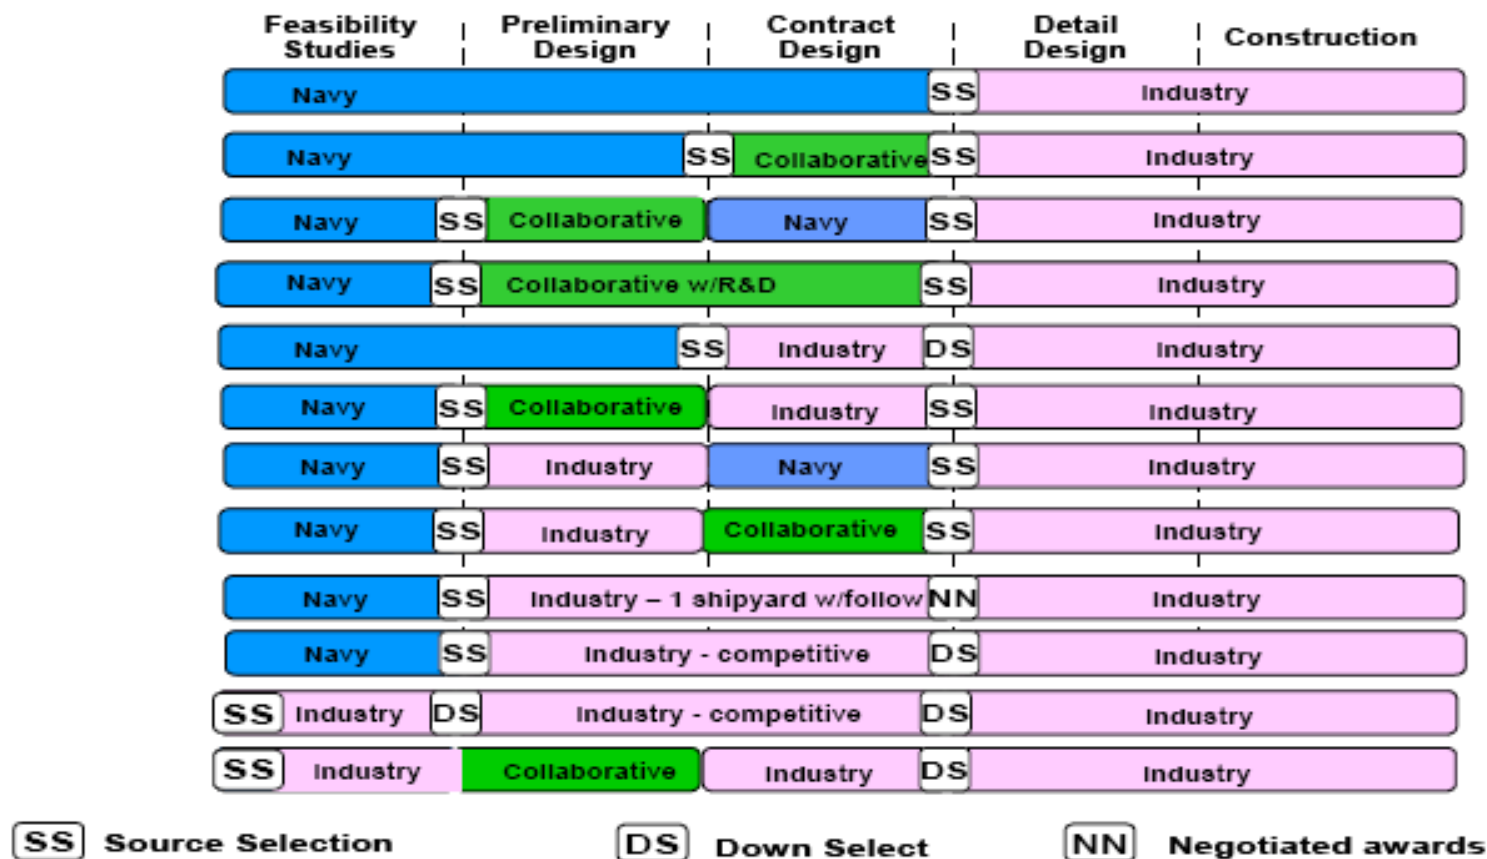 Feasibility Studies Preliminary Design Contract Design Detail Design Construction
Navy SS Industry
Navy SS Collaborative SS Industry
Navy SS Collaborative Navy SS Industry
Navy SS Collaborative w/R&D SS Industry
Navy SS Industry DS Industry
Navy SS Collaborative Industry SS Industry
Navy SS Industry Navy SS Industry
Navy SS Industry Collaborative SS Industry
Navy SS Industry – 1 shipyard w/follow NN Industry
Navy SS Industry - competitive DS Industry
SS Industry DS Industry - competitive DS Industry
SS Industry Collaborative Industry DS Industry
SS Source Selection DS Down Select NN Negotiated awards